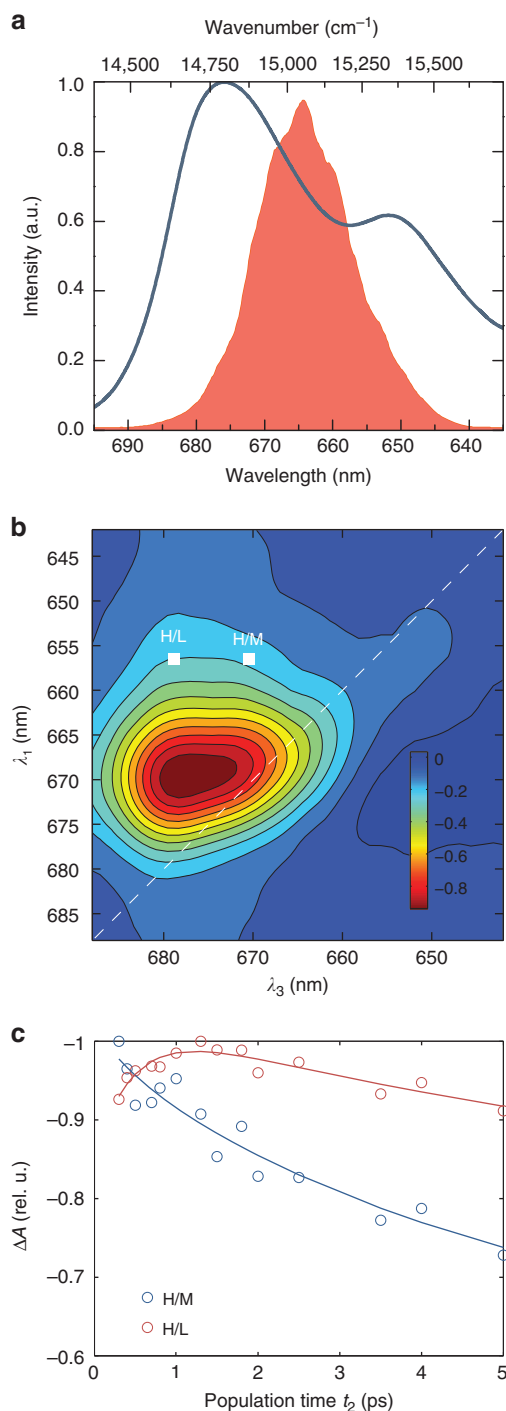 a
Wavenumber (cm–1)
14,500 14,750 15,000 15,250 15,500
1.0
0.8
0.6
0.4
0.2
0.0
Intensity (a.u.)
690 680 670 660 650 640
Wavelength (nm)
b
645
650
655
660
665
670
675
680
685
λ1 (nm)
H/L H/M
0
−0.2
−0.4
−0.6
−0.8
680 670 660 650
λ3 (nm)
c
−1
−0.9
−0.8
−0.7
−0.6
ΔA (rel. u.)
H/M
H/L
0 1 2 3 4 5
Population time t2 (ps)